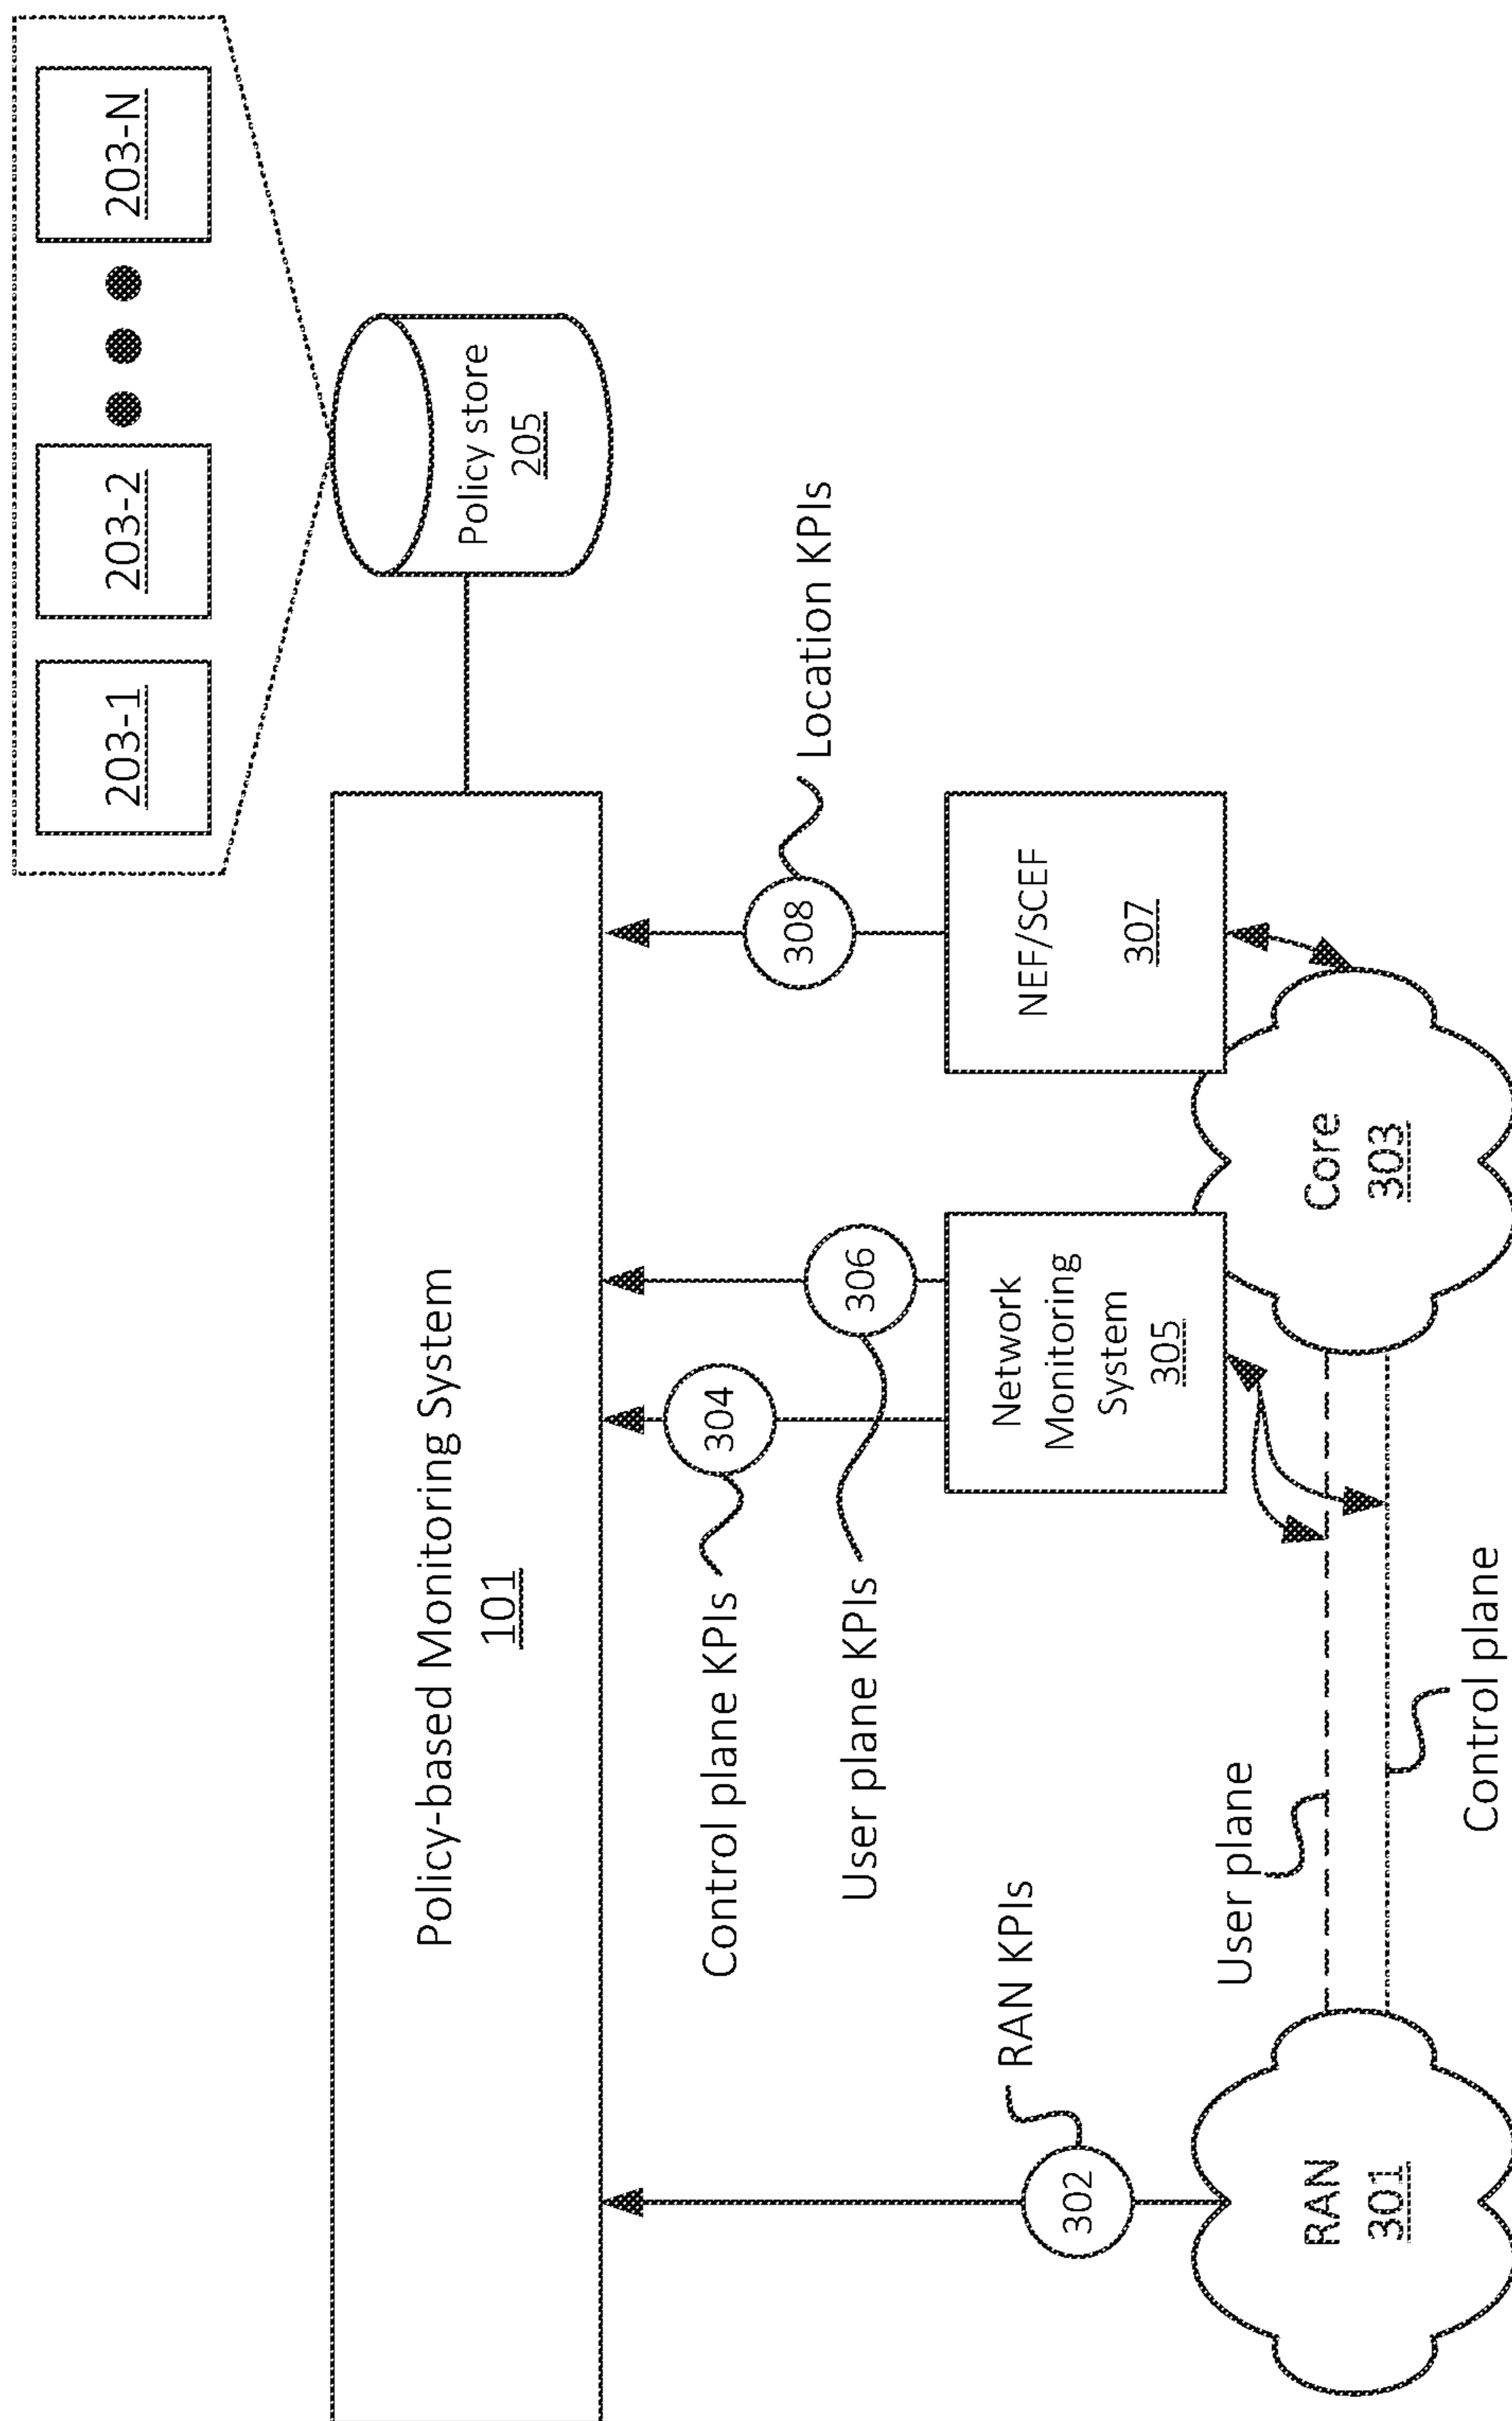 203-1
203-2
203-N
Policy-based Monitoring System
101
Policy store
205
Control plane KPIs
304
306
User plane KPIs
308
Location KPIs
RAN KPIs
302
Network
Monitoring
System
305
NEF/SCEF
307
User plane
RAN
301
Core
303
Control plane